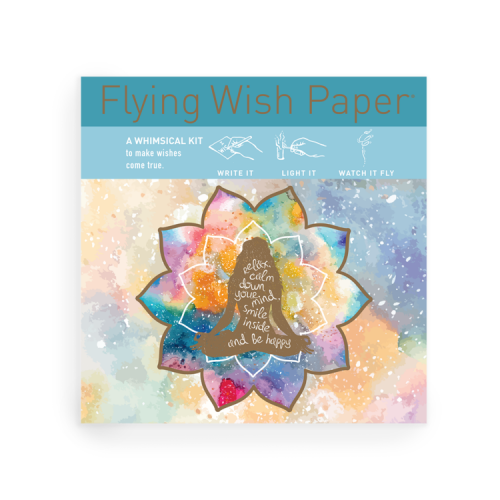 Flying Wish Paper®
A WHIMSICAL KIT
to make wishes
come true.
WRITE IT
LIGHT IT
WATCH IT FLY
relax.
calm
down
your
mind.
smile
inside
and be happy